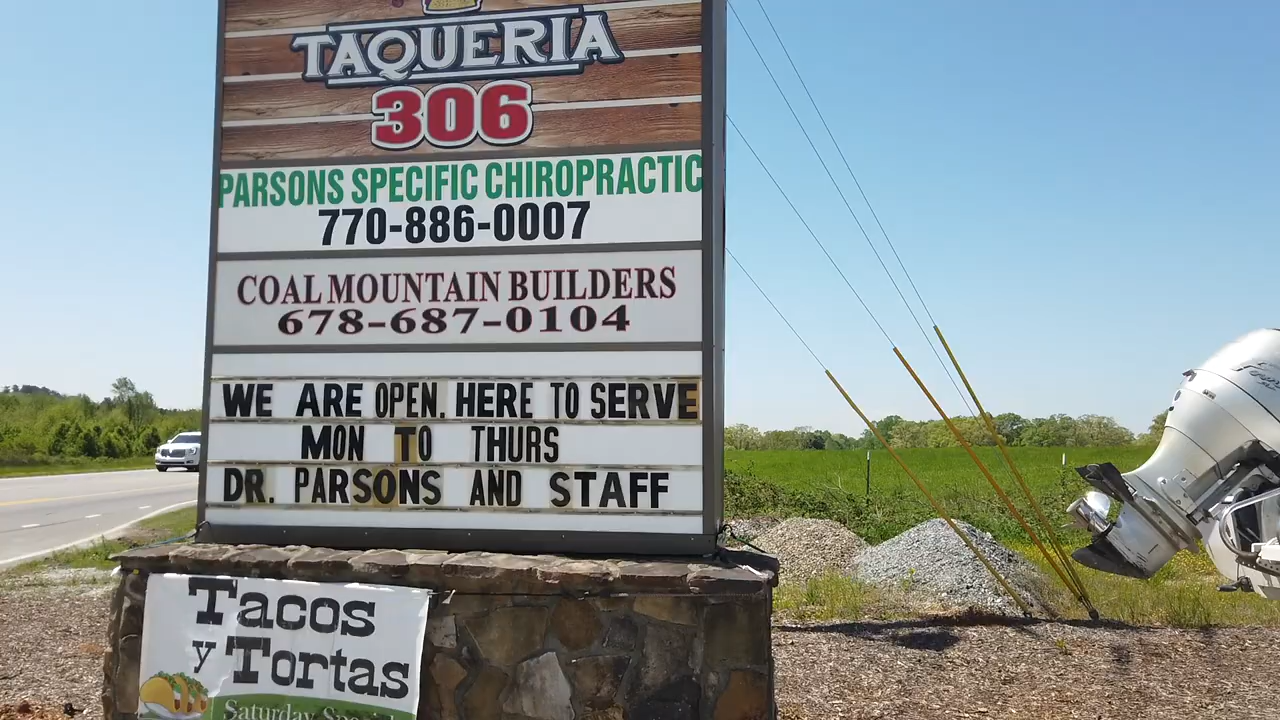 TAQUERIA
306
PARSONS SPECIFIC CHIROPRACTIC
770-886-0007
COAL MOUNTAIN BUILDERS
678-687-0104
WE ARE OPEN. HERE TO SERVE
MON TO THURS
DR. PARSONS AND STAFF
Tacos
y Tortas
Saturday